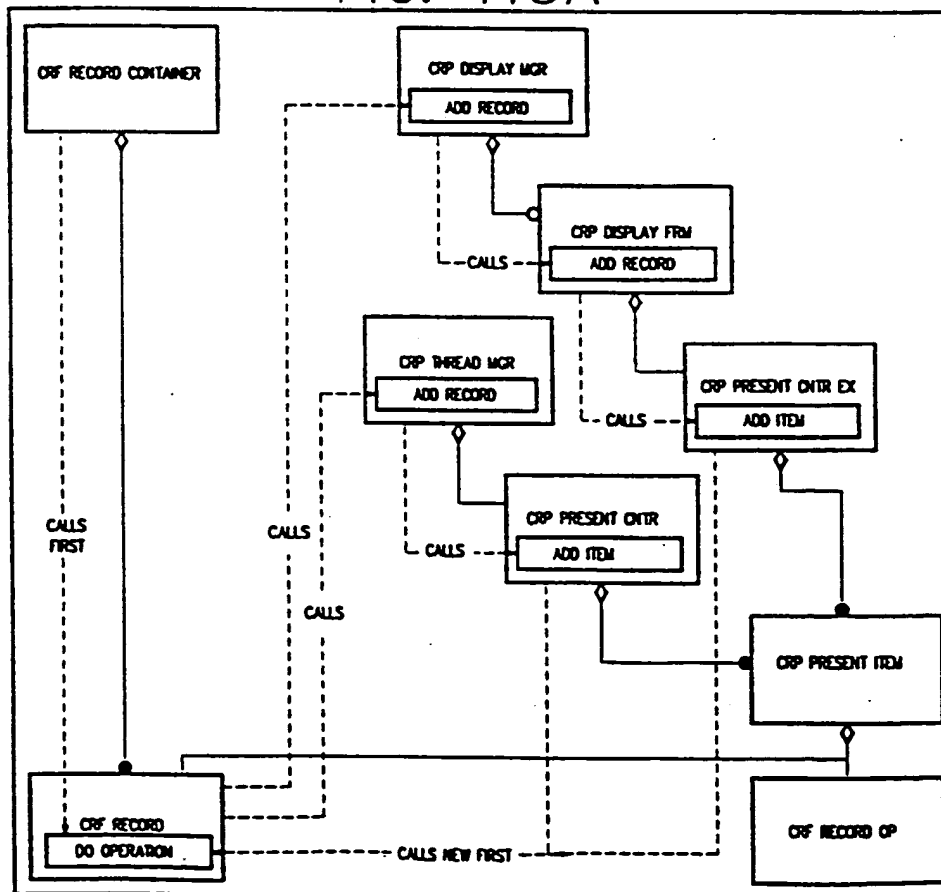 CRF RECORD CONTAINER
CRP DISPLAY MGR
ADD RECORD
CRP DISPLAY FRM
ADD RECORD
CALLS
CRP THREAD MGR
ADD RECORD
CRP PRESENT CNTR EX
ADD ITEM
CALLS
CALLS
FIRST
CALLS
CRP PRESENT CNTR
ADD ITEM
CALLS
CALLS
CRP PRESENT ITEM
CRF RECORD
DO OPERATION
CALLS NEW FIRST
CRF RECORD OP